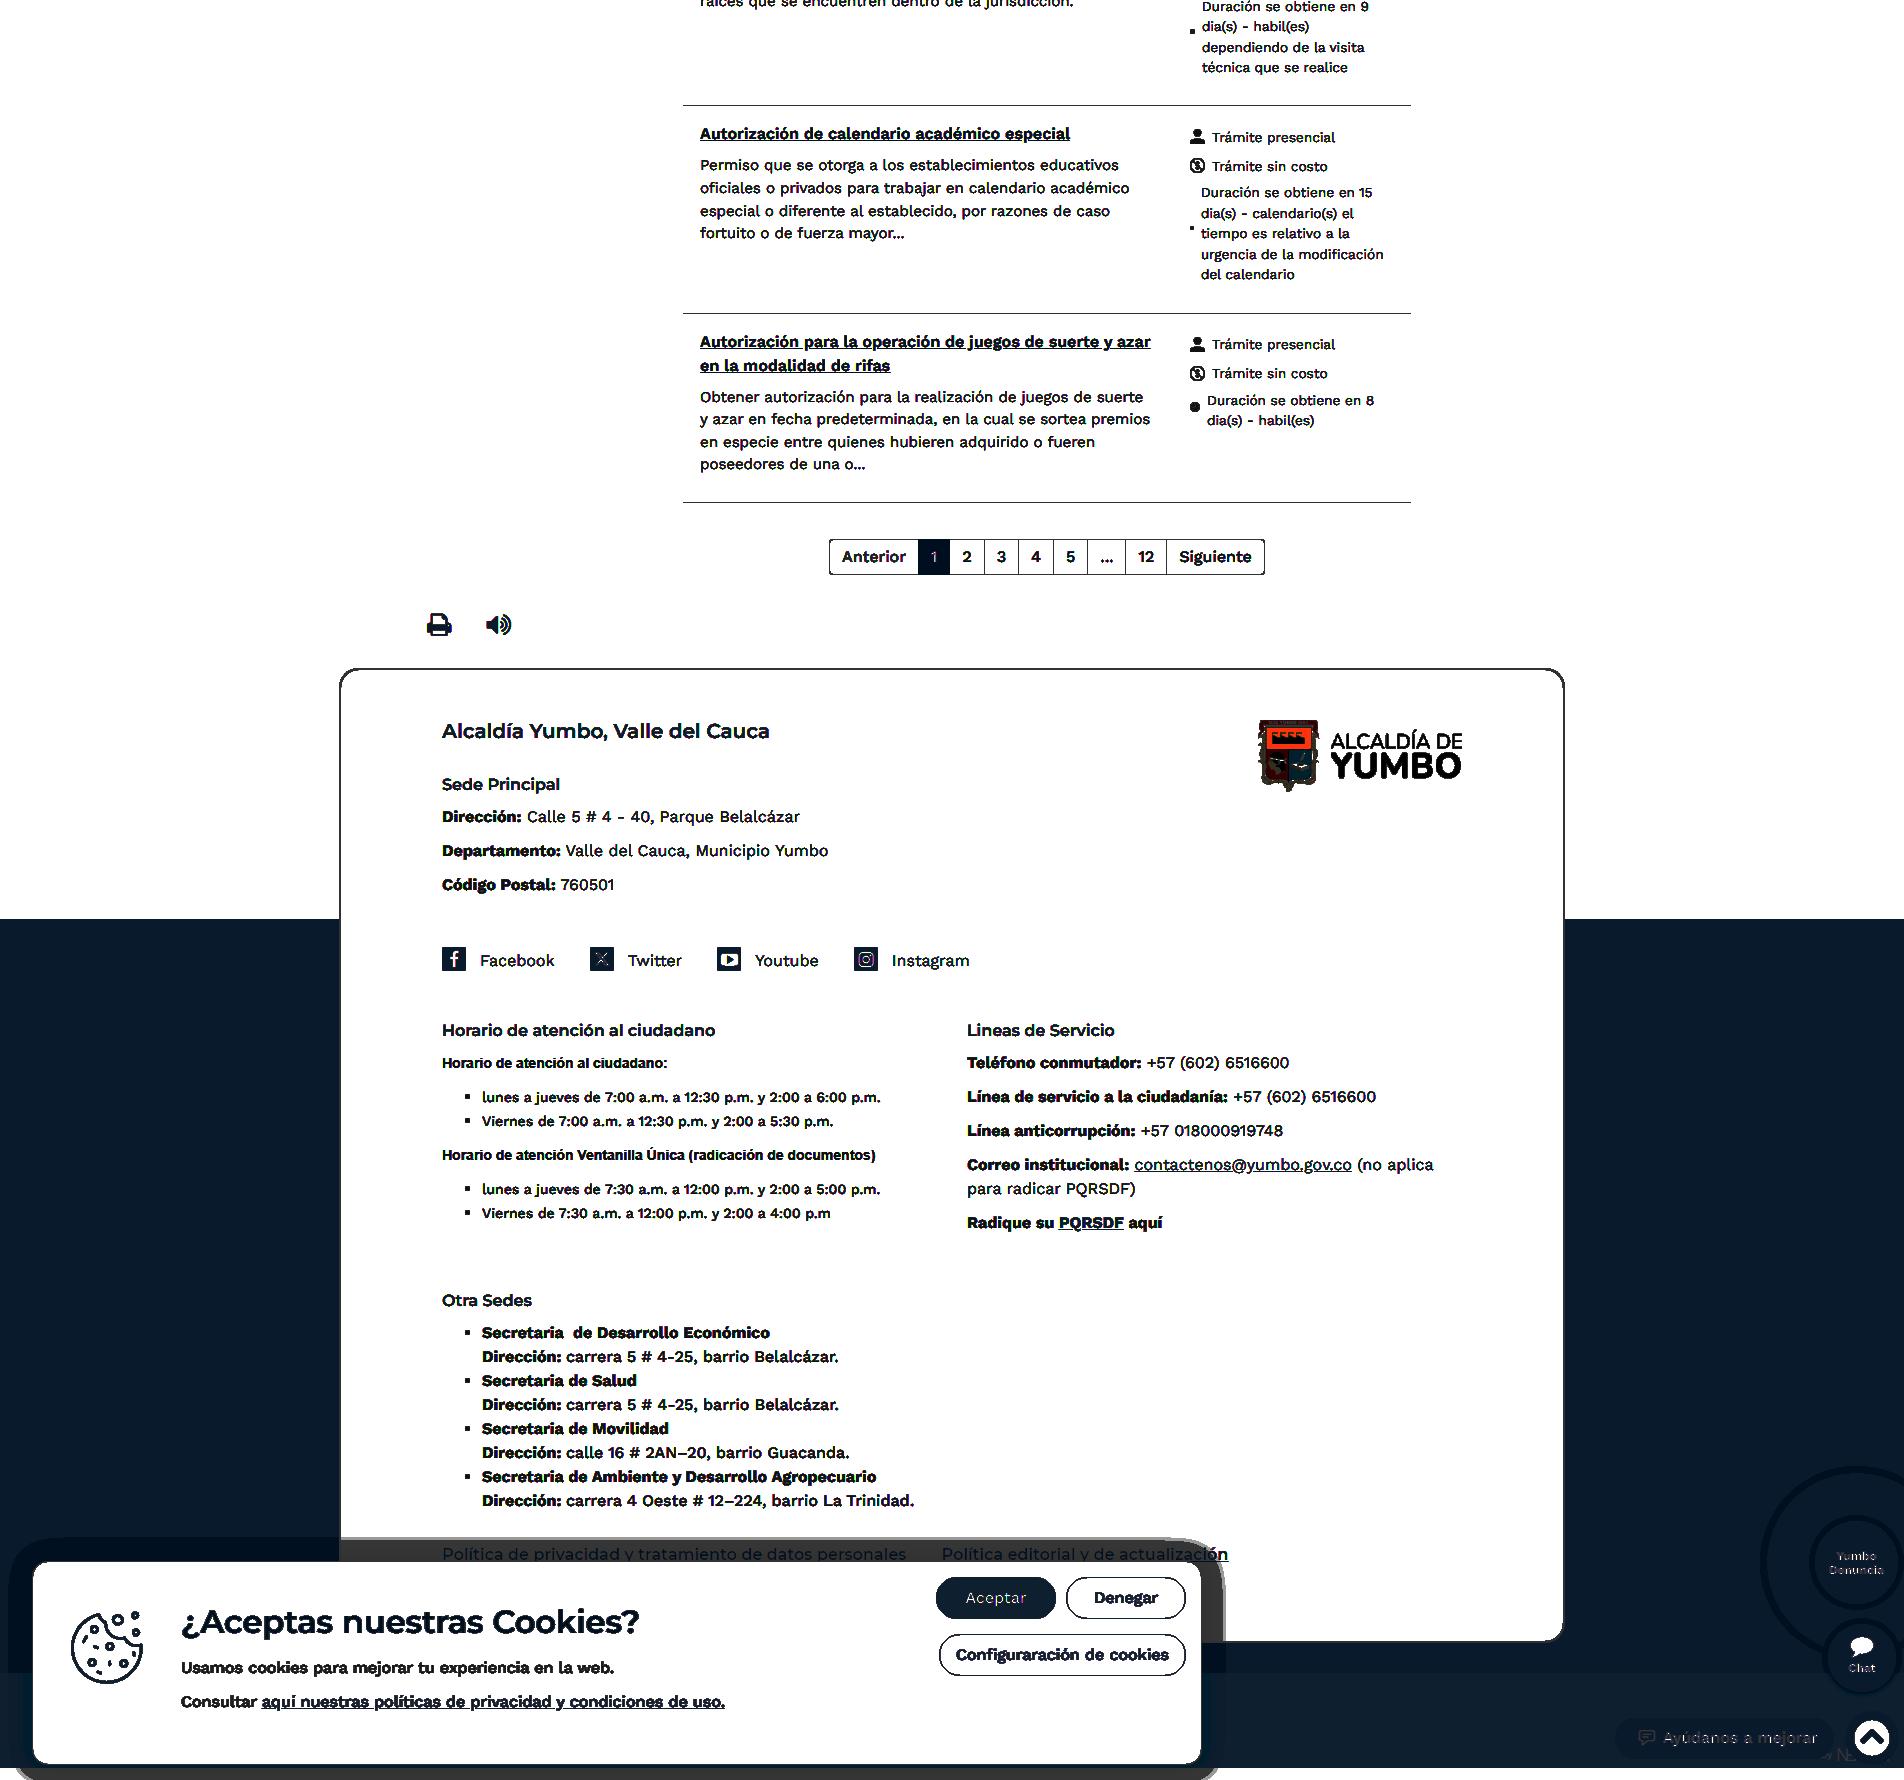 raíces que se encuentren dentro de la jurisdicción.
Duración se obtiene en 9
dia(s) - habil(es)
dependiendo de la visita
técnica que se realice
Autorización de calendario académico especial
Permiso que se otorga a los establecimientos educativos
oficiales o privados para trabajar en calendario académico
especial o diferente al establecido, por razones de caso
fortuito o de fuerza mayor...
Trámite presencial
Trámite sin costo
Duración se obtiene en 15
dia(s) - calendario(s) el
tiempo es relativo a la
urgencia de la modificación
del calendario
Autorización para la operación de juegos de suerte y azar
en la modalidad de rifas
Obtener autorización para la realización de juegos de suerte
y azar en fecha predeterminada, en la cual se sortea premios
en especie entre quienes hubieren adquirido o fueren
poseedores de una o...
Trámite presencial
Trámite sin costo
Duración se obtiene en 8
dia(s) - habil(es)
Anterior 1 2 3 4 5 ... 12 Siguiente
Alcaldía Yumbo, Valle del Cauca
ALCALDÍA DE
YUMBO
Sede Principal
Dirección: Calle 5 # 4 - 40, Parque Belalcázar
Departamento: Valle del Cauca, Municipio Yumbo
Código Postal: 760501
Facebook Twitter Youtube Instagram
Horario de atención al ciudadano
Horario de atención al ciudadano:
lunes a jueves de 7:00 a.m. a 12:30 p.m. y 2:00 a 6:00 p.m.
Viernes de 7:00 a.m. a 12:30 p.m. y 2:00 a 5:30 p.m.
Horario de atención Ventanilla Única (radicación de documentos)
lunes a jueves de 7:30 a.m. a 12:00 p.m. y 2:00 a 5:00 p.m.
Viernes de 7:30 a.m. a 12:00 p.m. y 2:00 a 4:00 p.m
Lineas de Servicio
Teléfono conmutador: +57 (602) 6516600
Línea de servicio a la ciudadanía: +57 (602) 6516600
Línea anticorrupción: +57 018000919748
Correo institucional: contactenos@yumbo.gov.co (no aplica
para radicar PQRSDF)
Radique su PQRSDF aquí
Otra Sedes
Secretaria de Desarrollo Económico
Dirección: carrera 5 # 4-25, barrio Belalcázar.
Secretaria de Salud
Dirección: carrera 5 # 4-25, barrio Belalcázar.
Secretaria de Movilidad
Dirección: calle 16 # 2AN–20, barrio Guacanda.
Secretaria de Ambiente y Desarrollo Agropecuario
Dirección: carrera 4 Oeste # 12–224, barrio La Trinidad.
Política de privacidad y tratamiento de datos personales Política editorial y de actualización
¿Aceptas nuestras Cookies?
Usamos cookies para mejorar tu experiencia en la web.
Consultar aquí nuestras políticas de privacidad y condiciones de uso.
Aceptar Denegar
Configuraración de cookies
Yumbo
Denuncia
Chat
Ayúdanos a mejorar